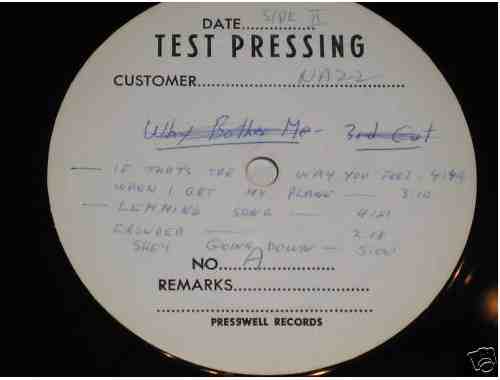 DATE............SIDE II
TEST PRESSING
CUSTOMER.......NAZZ.......
Why Bother Me - 3rd Cut
— IF THATS THE WAY YOU FEEL - 4:49
WHEN I GET MY PLANE — 3:10
— LEMMING SONG — 4:21
CROWDED — 2:18
SHE'S GOING DOWN — 5:00
NO....A..............
REMARKS......................
PRESSWELL RECORDS
ebay